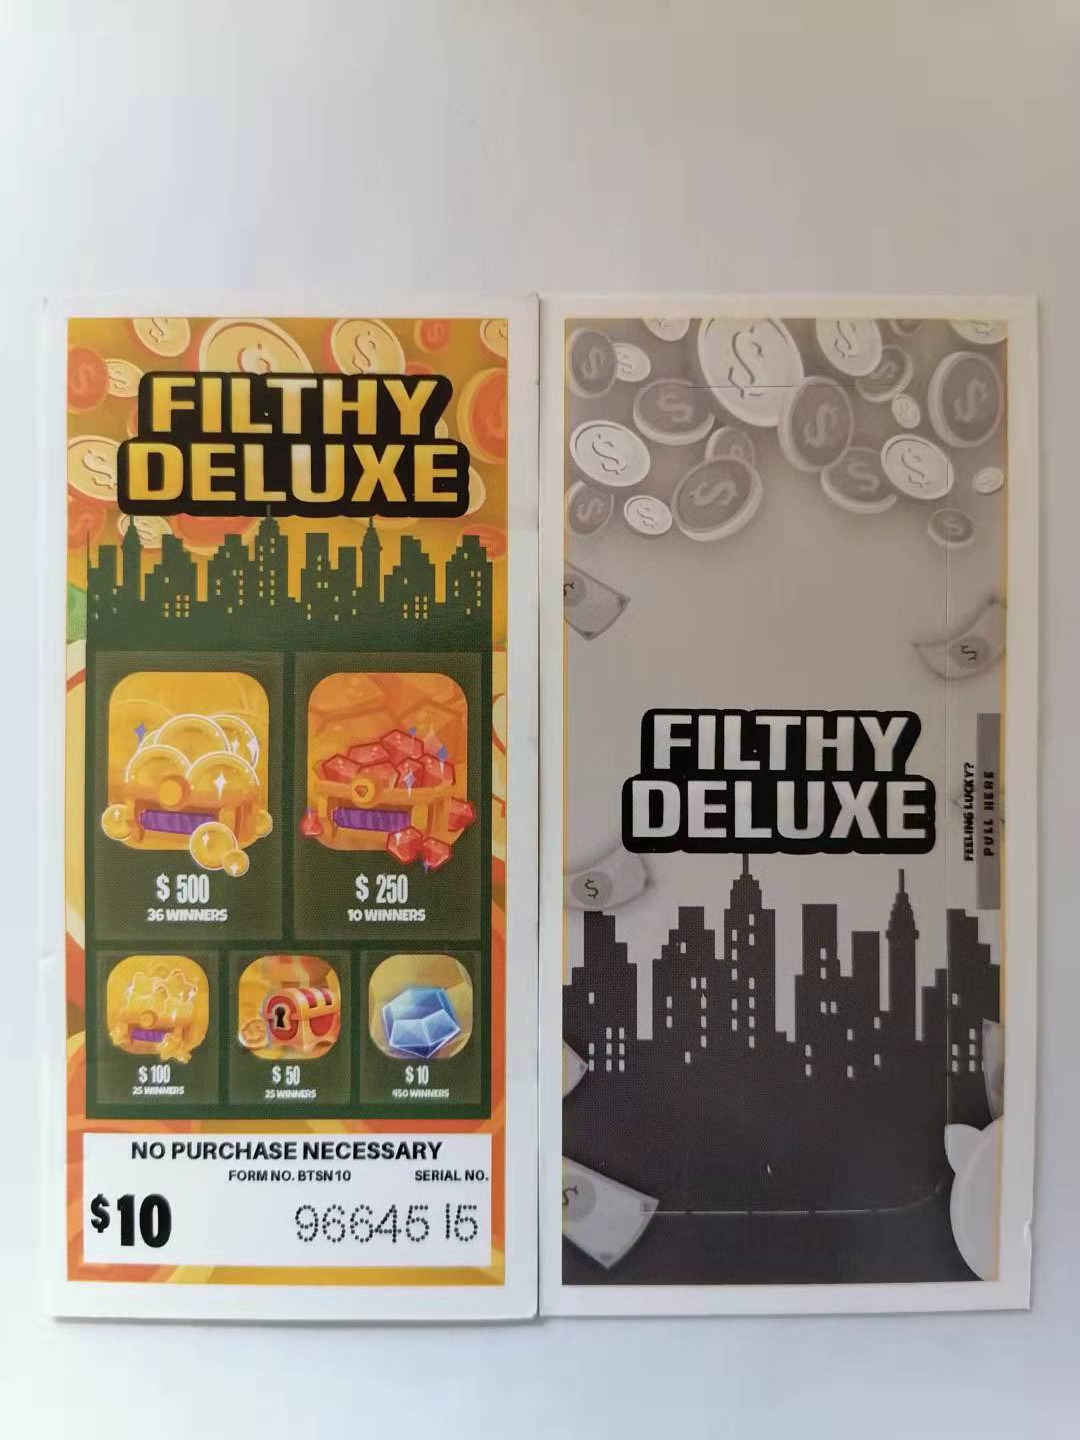 FILTHY
DELUXE
$ 500
36 WINNERS
$ 250
10 WINNERS
$ 100
25 WINNERS
$ 50
25 WINNERS
$ 10
450 WINNERS
NO PURCHASE NECESSARY
FORM NO. BTSN10
SERIAL NO.
$10
9664515
FILTHY
DELUXE
FEELING LUCKY?
PULL HERE